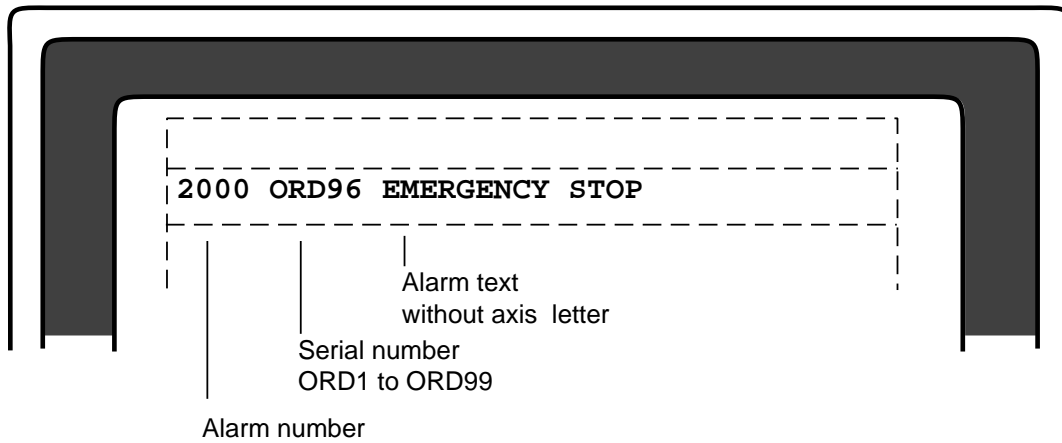 2000 ORD96 EMERGENCY STOP
Alarm text
without axis letter
Serial number
ORD1 to ORD99
Alarm number